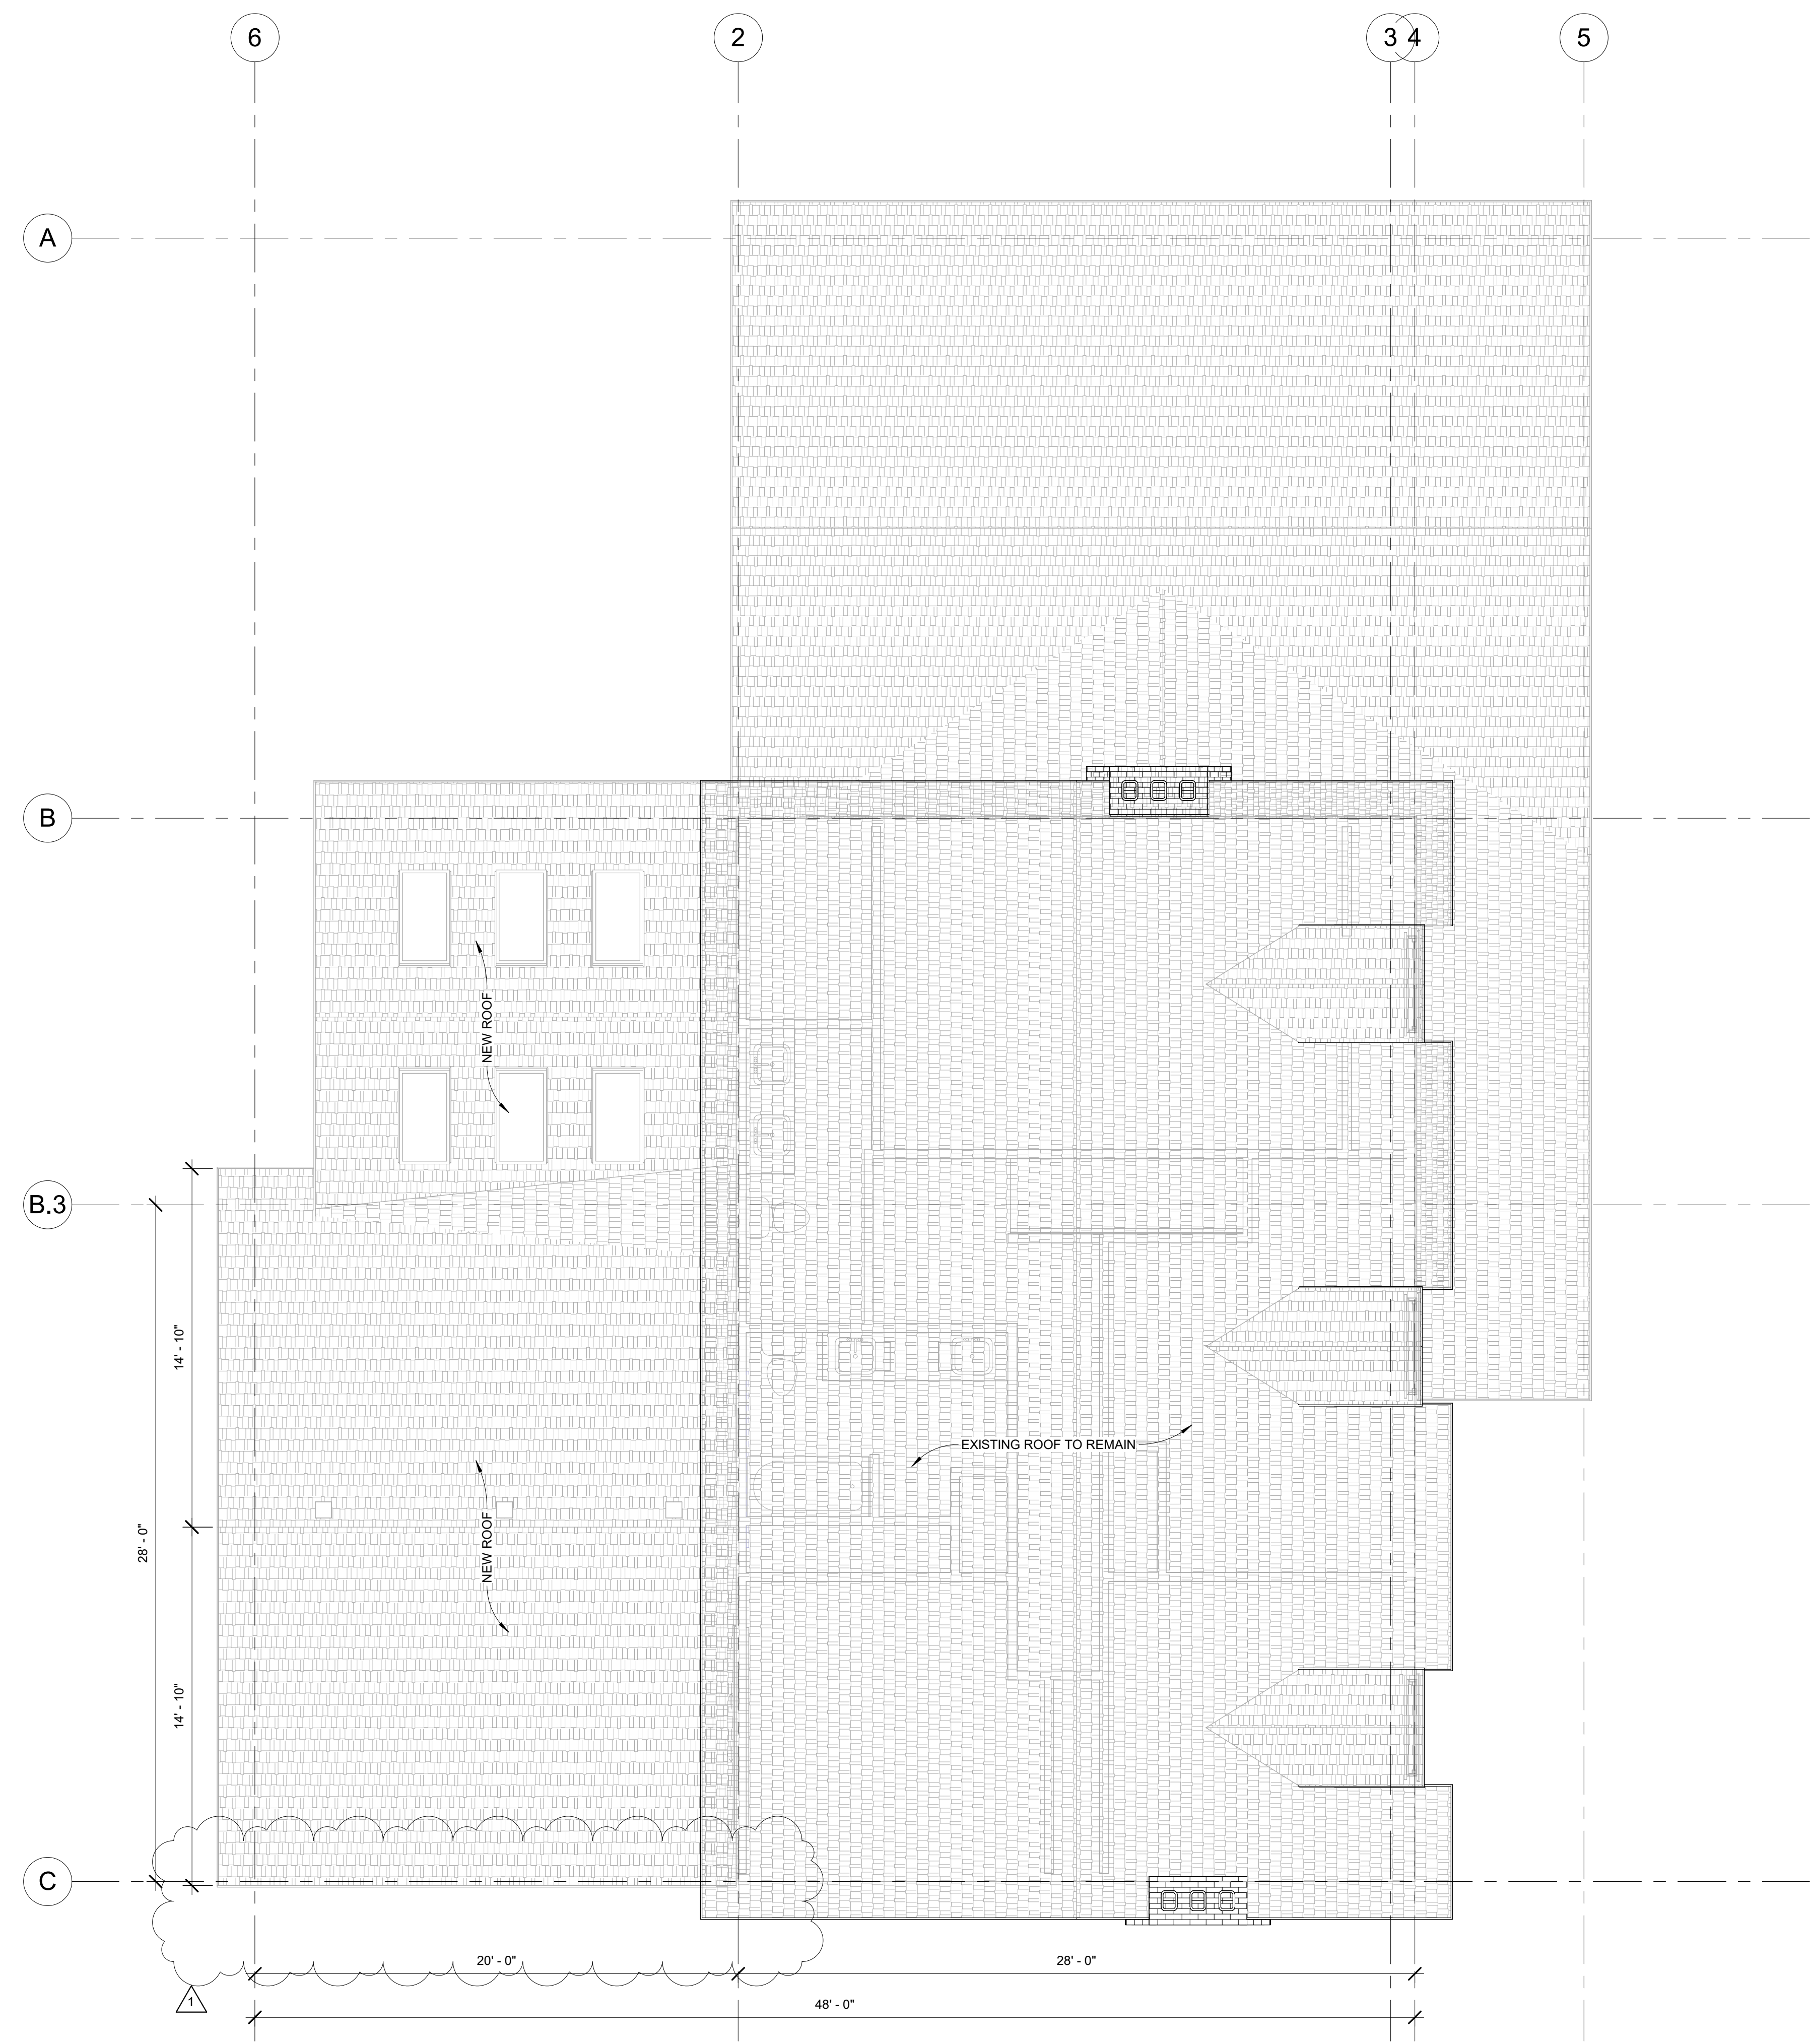 6
2
3
4
5
A
B
NEW ROOF
B.3
14' - 10"
EXISTING ROOF TO REMAIN
28' - 0"
NEW ROOF
14' - 10"
C
20' - 0"
28' - 0"
1
48' - 0"